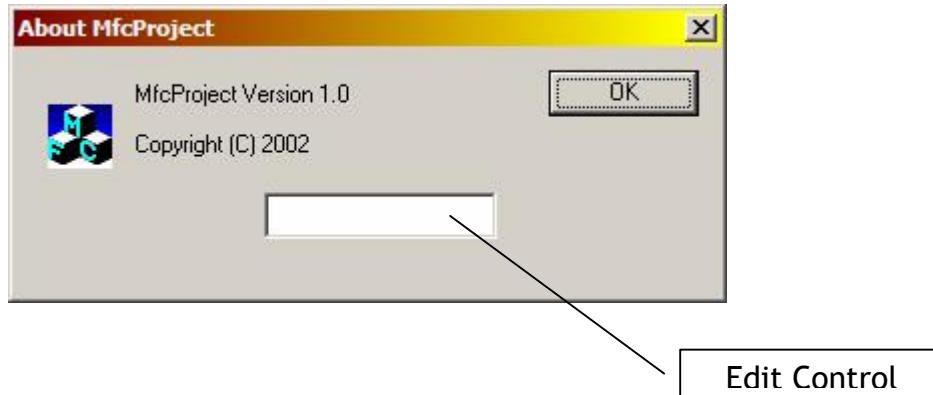 About MfcProject
MfcProject Version 1.0
OK
Copyright (C) 2002
M
F C
Edit Control